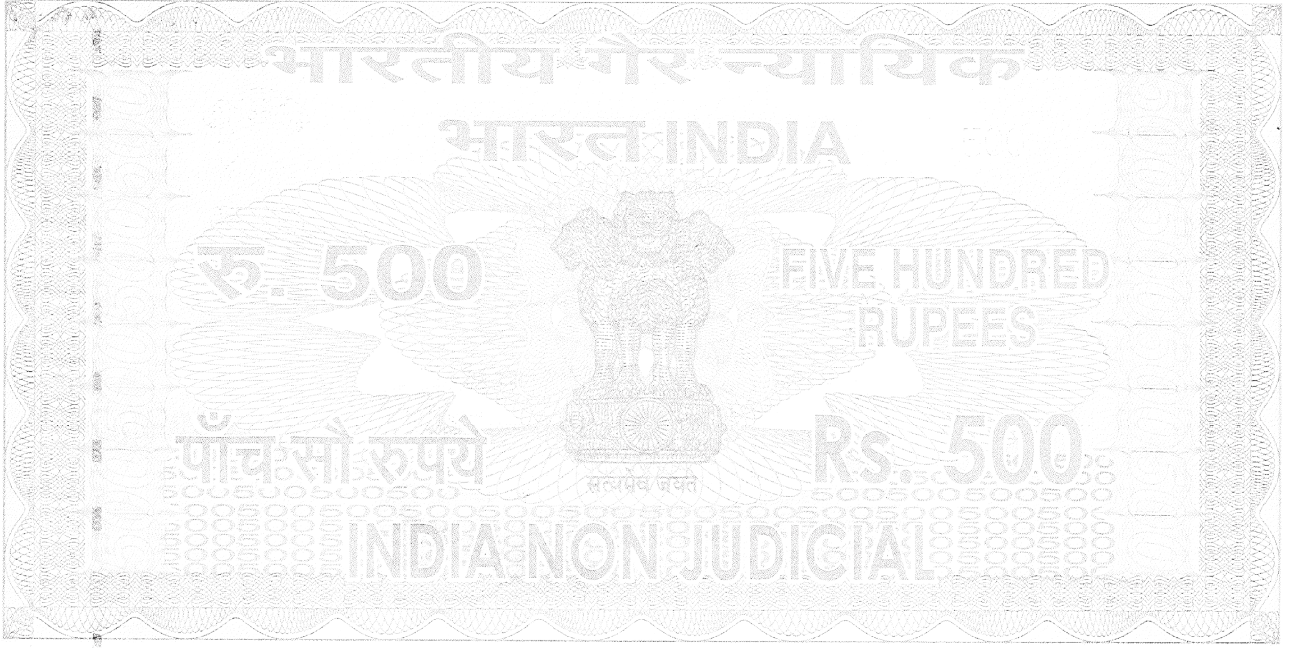 भारतीय गैर न्यायिक
भारत INDIA
रु. 500
FIVE HUNDRED
RUPEES
पाँच सौ रुपये
Rs. 500
सत्यमेव जयते
INDIA NON JUDICIAL